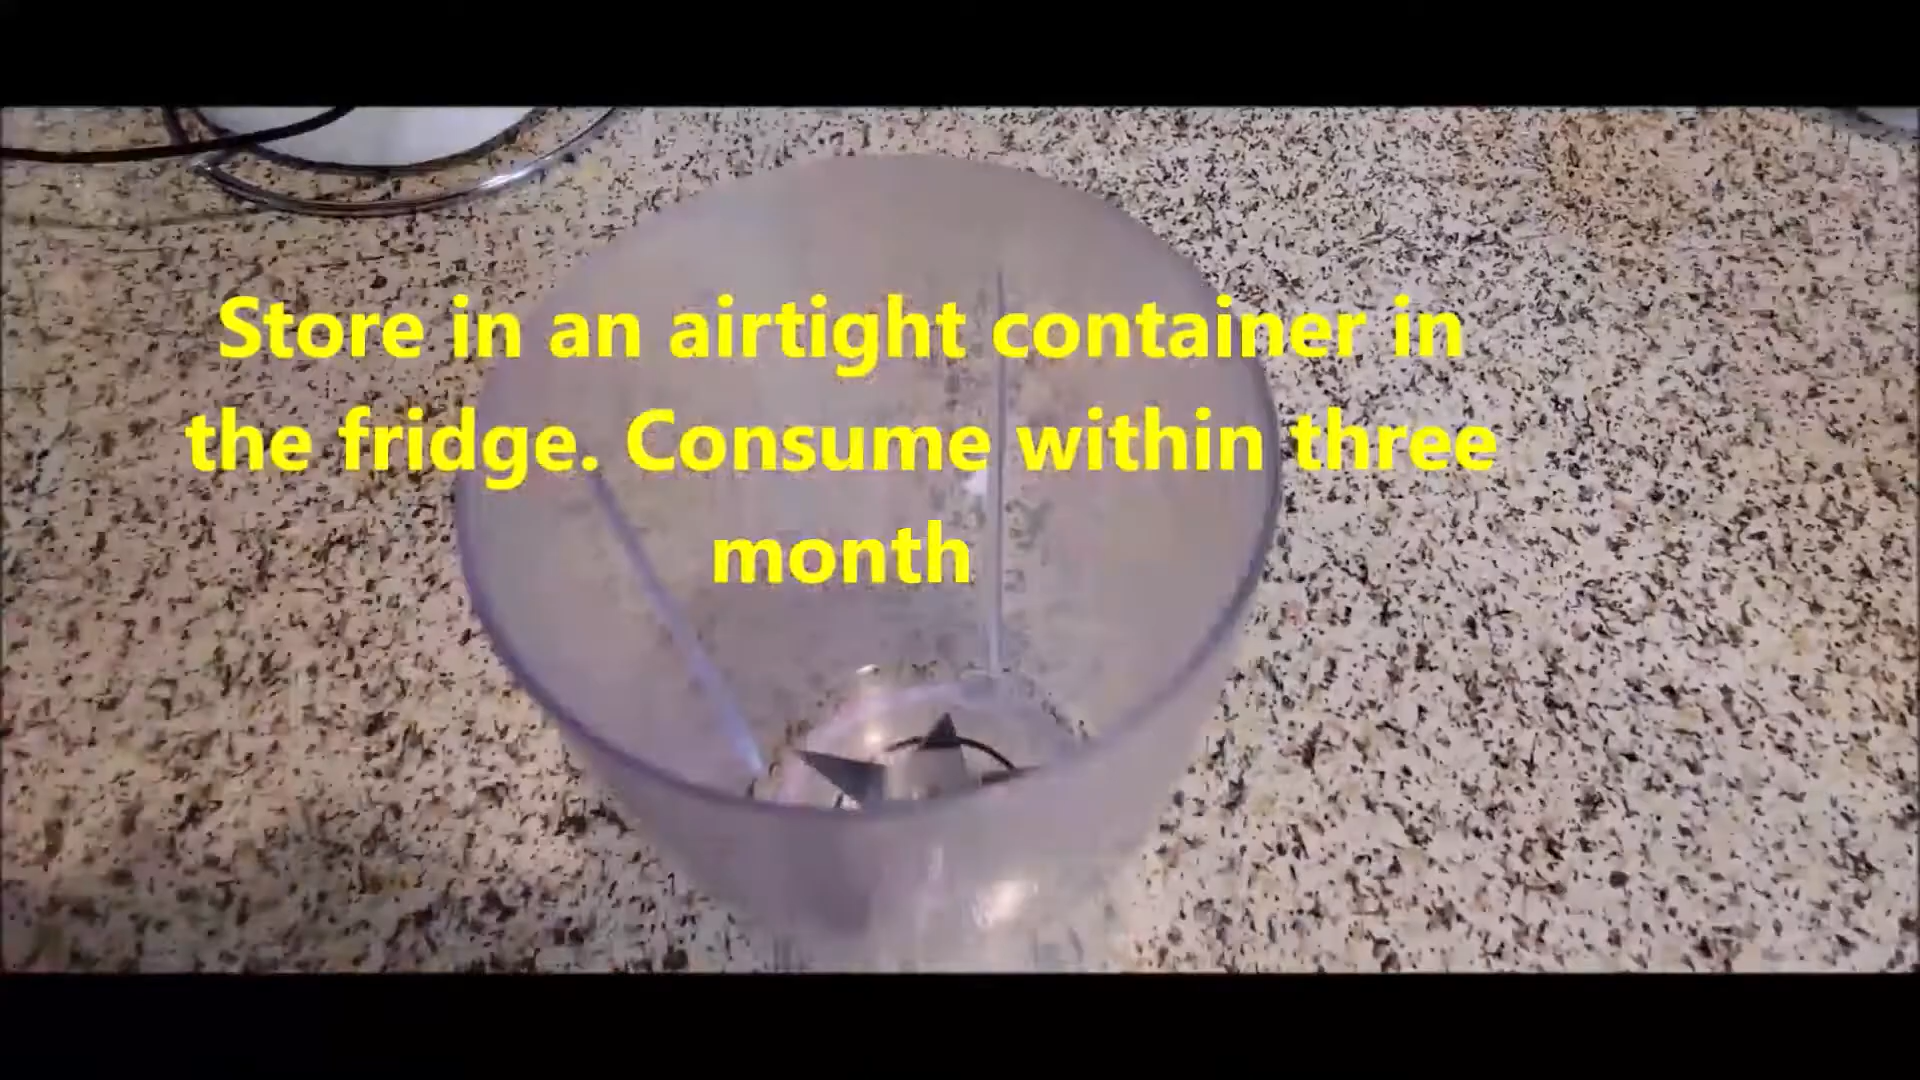 Store in an airtight container in
the fridge. Consume within three
month